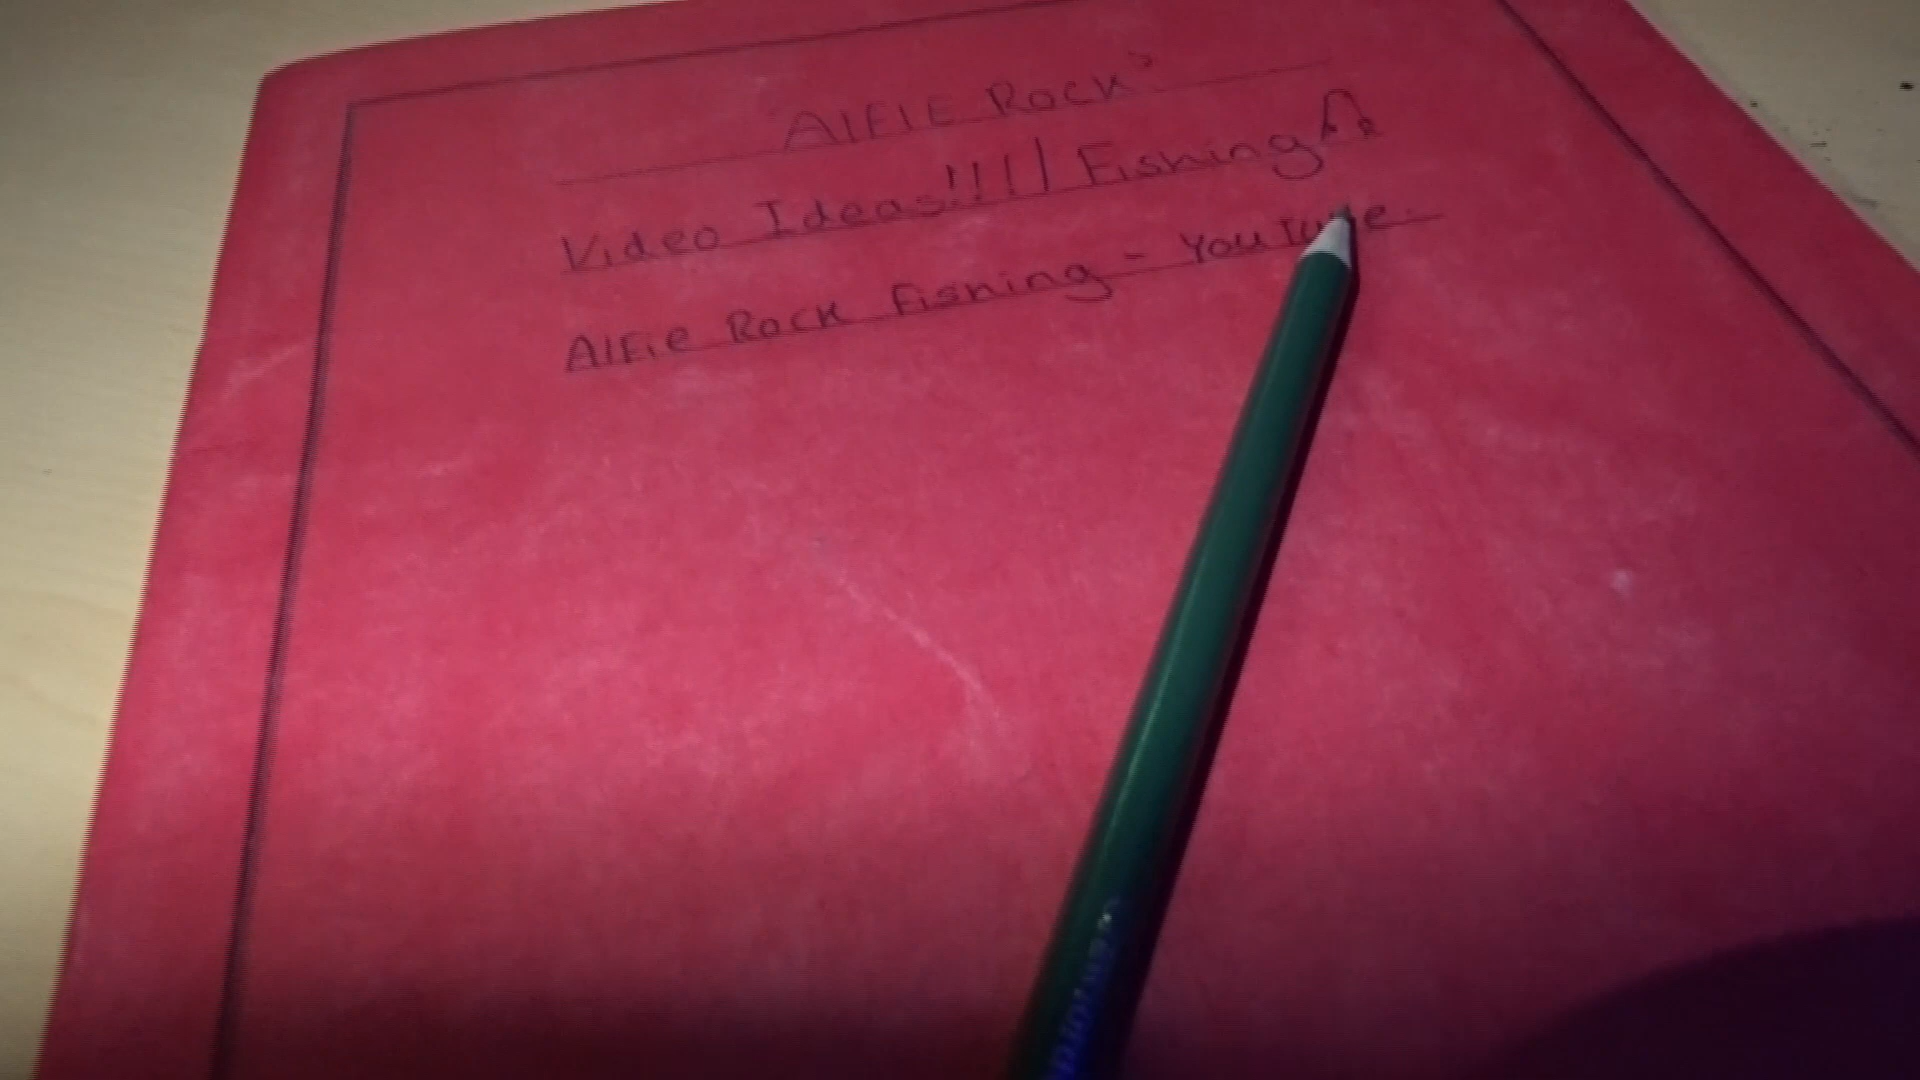 "AlFIE Rock"
Video Ideas!!!! / Fishing
AlFie Rock Fishing - YouTube.